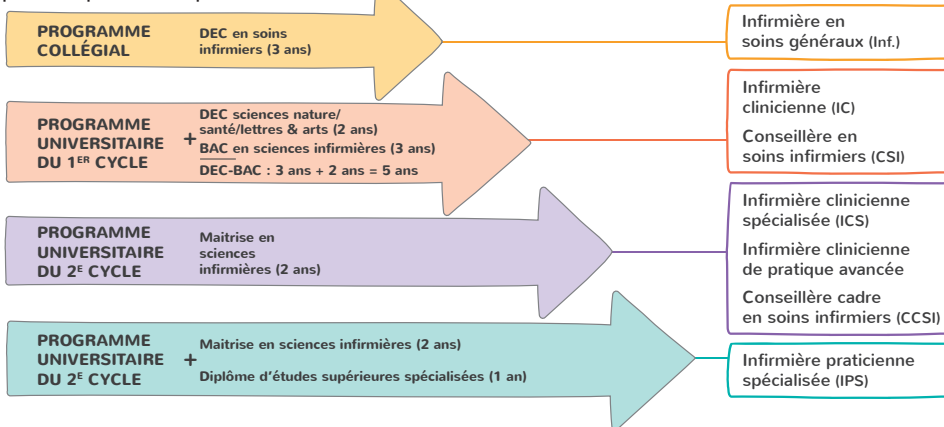 PROGRAMME
COLLÉGIAL
DEC en soins
infirmiers (3 ans)
Infirmière en
soins généraux (Inf.)
PROGRAMME
UNIVERSITAIRE
DU 1ER CYCLE
+
DEC sciences nature/
santé/lettres & arts (2 ans)
BAC en sciences infirmières (3 ans)
DEC-BAC : 3 ans + 2 ans = 5 ans
Infirmière
clinicienne (IC)
Conseillère en
soins infirmiers (CSI)
PROGRAMME
UNIVERSITAIRE
DU 2E CYCLE
Maitrise en
sciences
infirmières (2 ans)
Infirmière clinicienne
spécialisée (ICS)
Infirmière clinicienne
de pratique avancée
Conseillère cadre
en soins infirmiers (CCSI)
PROGRAMME
UNIVERSITAIRE
DU 2E CYCLE
+
Maitrise en sciences infirmières (2 ans)
Diplôme d'études supérieures spécialisées (1 an)
Infirmière praticienne
spécialisée (IPS)